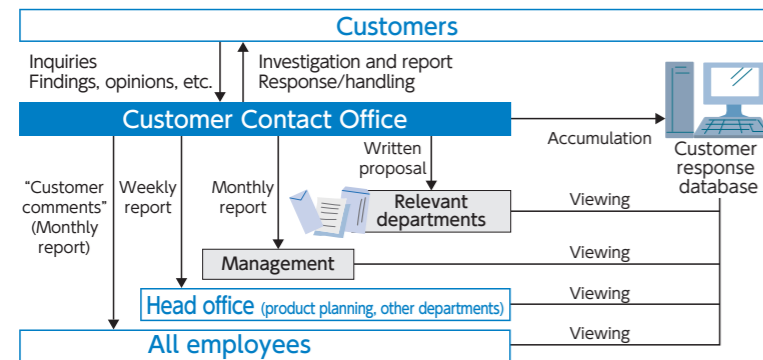 Customers
Inquiries
Findings, opinions, etc.
Investigation and report
Response/handling
Customer Contact Office
Accumulation
Customer
response
database
"Customer
comments"
(Monthly
report)
Weekly
report
Monthly
report
Written
proposal
Relevant
departments
Viewing
Management
Viewing
Head office (product planning, other departments)
Viewing
All employees
Viewing